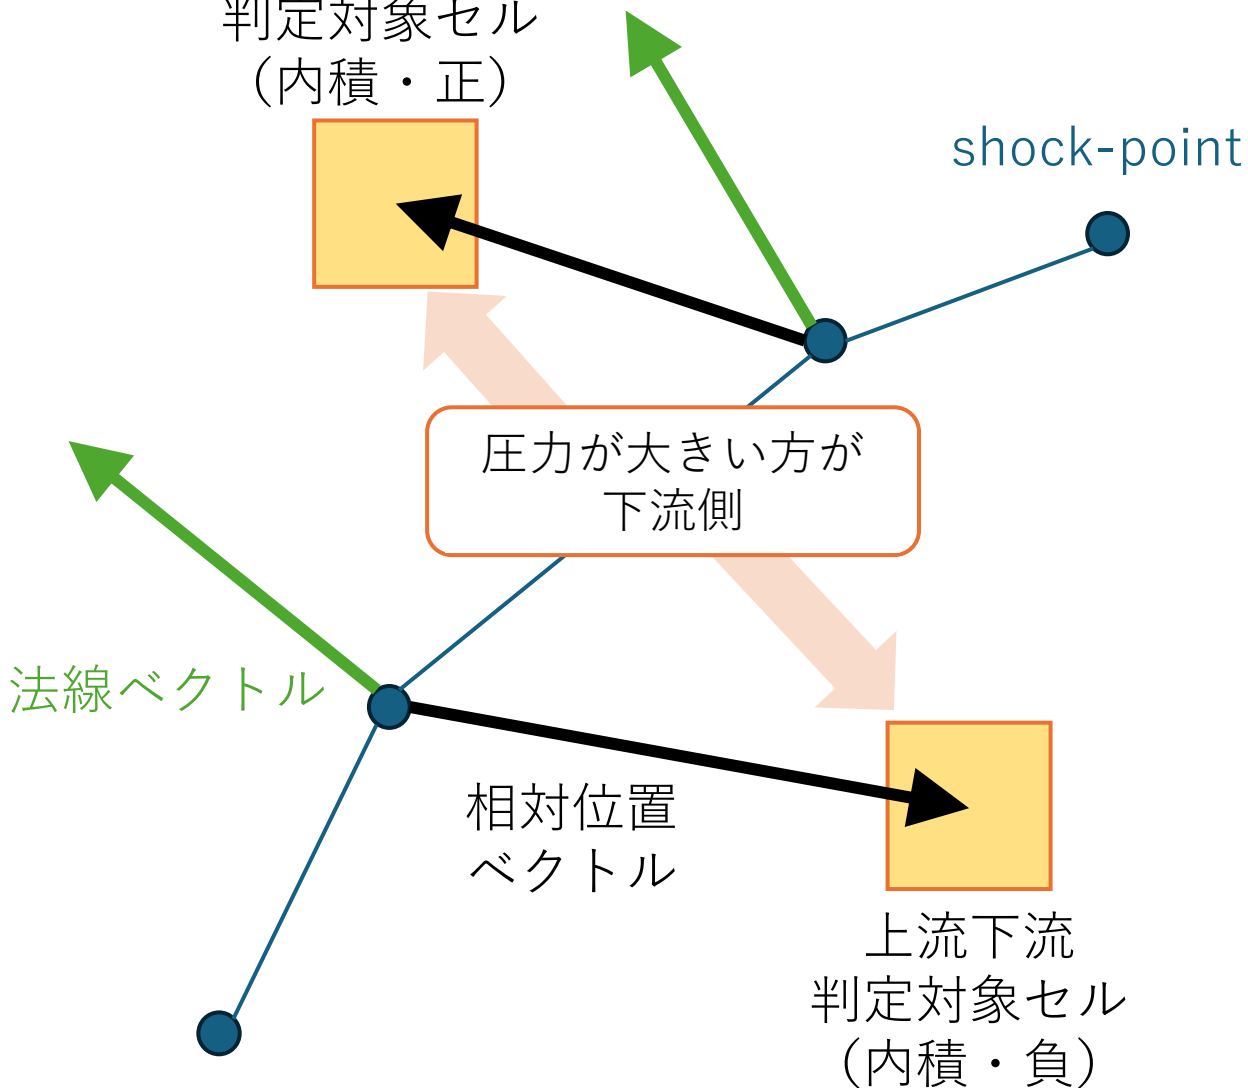 判定対象セル
（内積・正）
shock-point
圧力が大きい方が
下流側
法線ベクトル
相対位置
ベクトル
上流下流
判定対象セル
（内積・負）